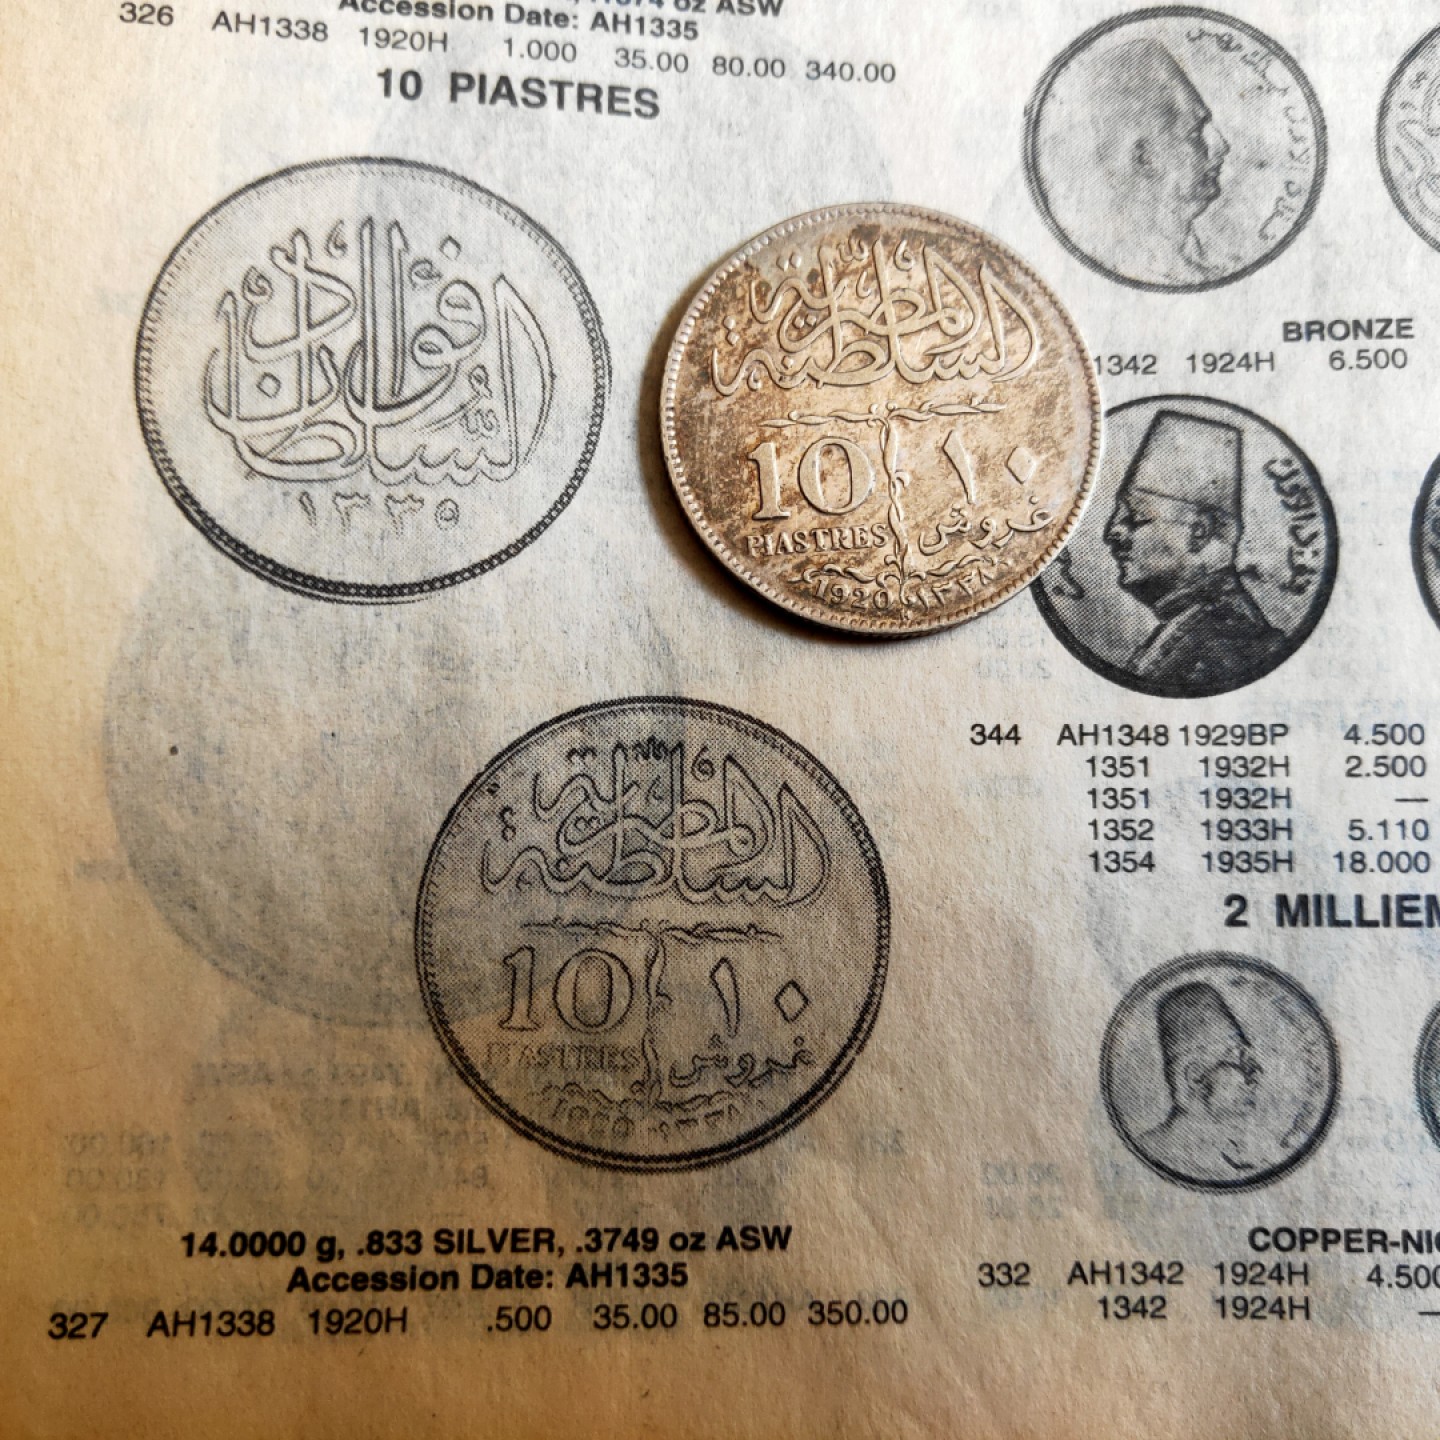 oz ASW
Accession Date: AH1335
326 AH1338 1920H 1.000 35.00 80.00 340.00
10 PIASTRES
السلطان
فؤاد
١٣٣٥
السلطنة المصرية
10 ١٠
PIASTRES غروش
1920 ١٣٣٨
السلطنة المصرية
10 ١٠
PIASTRES غروش
1920 ١٣٣٨
14.0000 g, .833 SILVER, .3749 oz ASW
Accession Date: AH1335
327 AH1338 1920H .500 35.00 85.00 350.00
BRONZE
1342 1924H 6.500
344 AH1348 1929BP 4.500
1351 1932H 2.500
1351 1932H —
1352 1933H 5.110
1354 1935H 18.000
2
COPPER-
332 AH1342 1924H 4.500
1342 1924H —